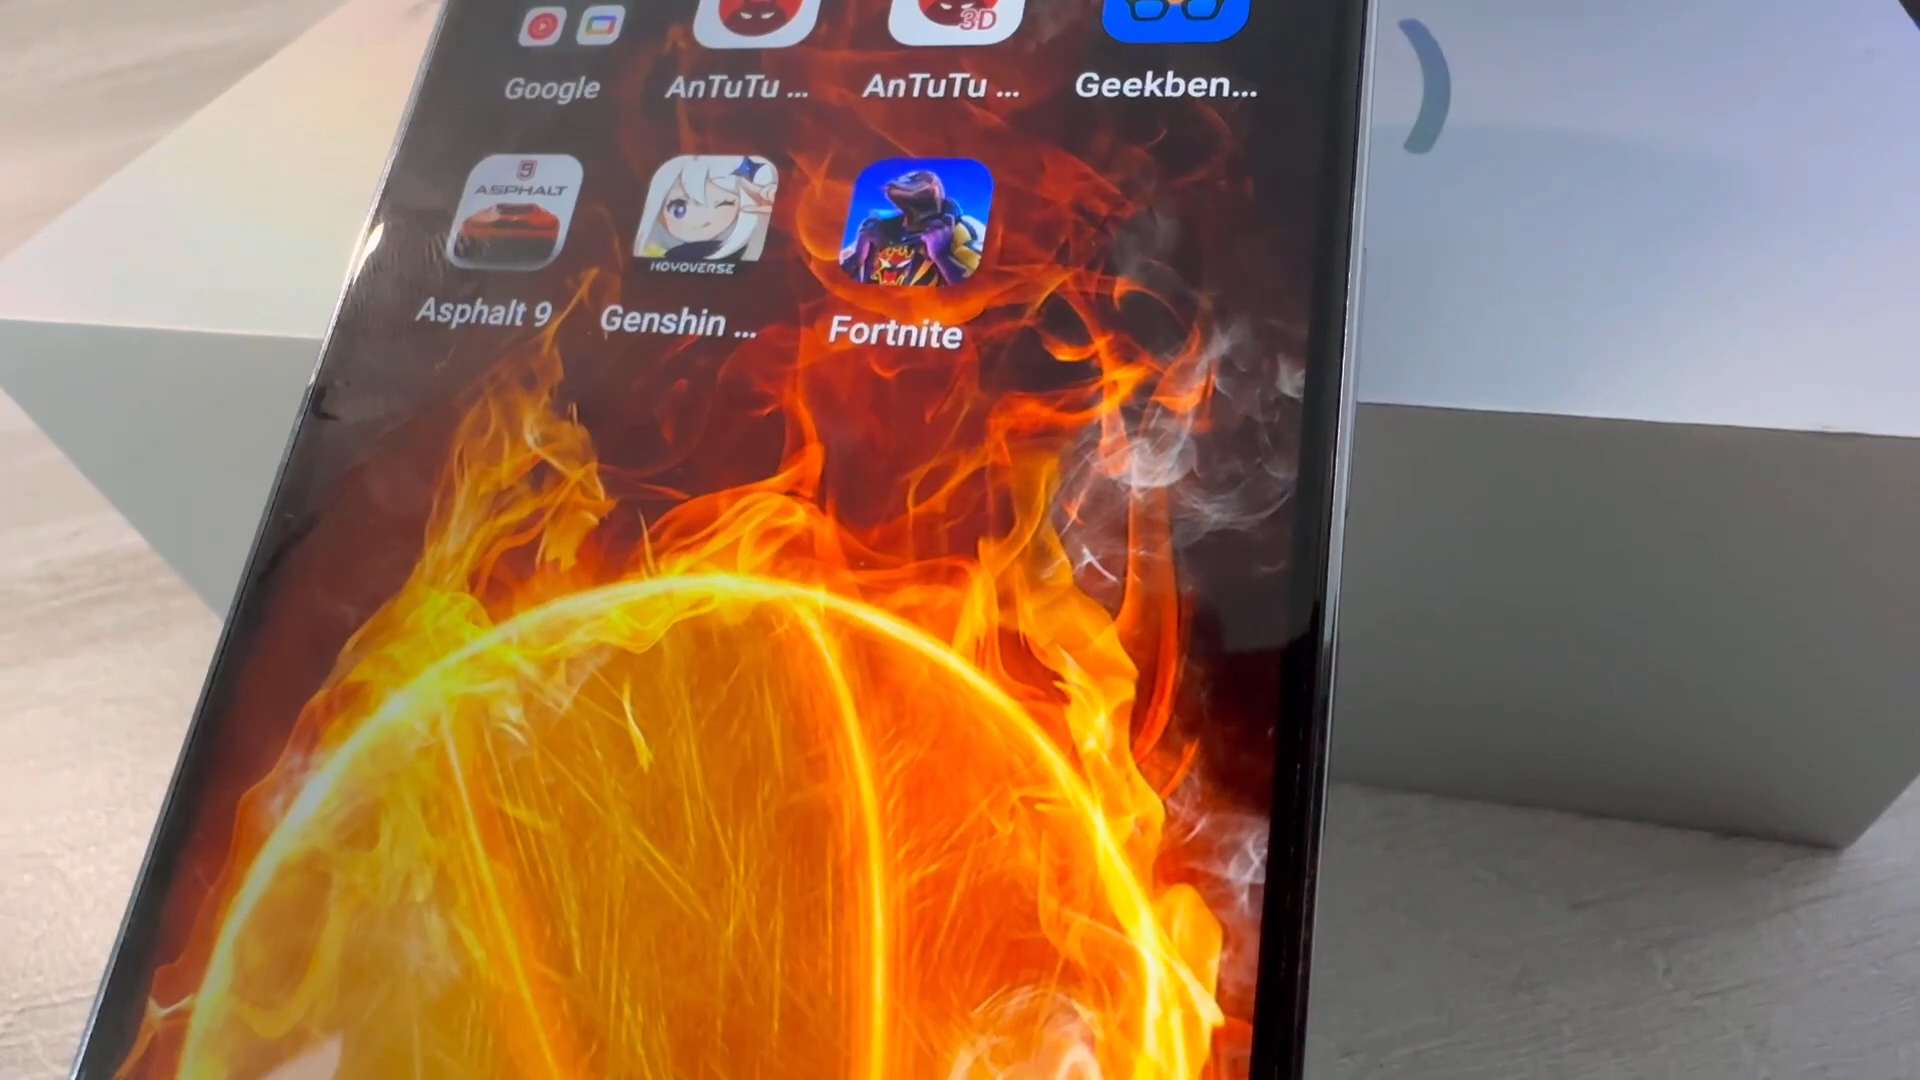 3D
Google
AnTuTu ...
AnTuTu ...
Geekben...
9
ASPHALT
HOYOVERSE
Asphalt 9
Genshin ...
Fortnite